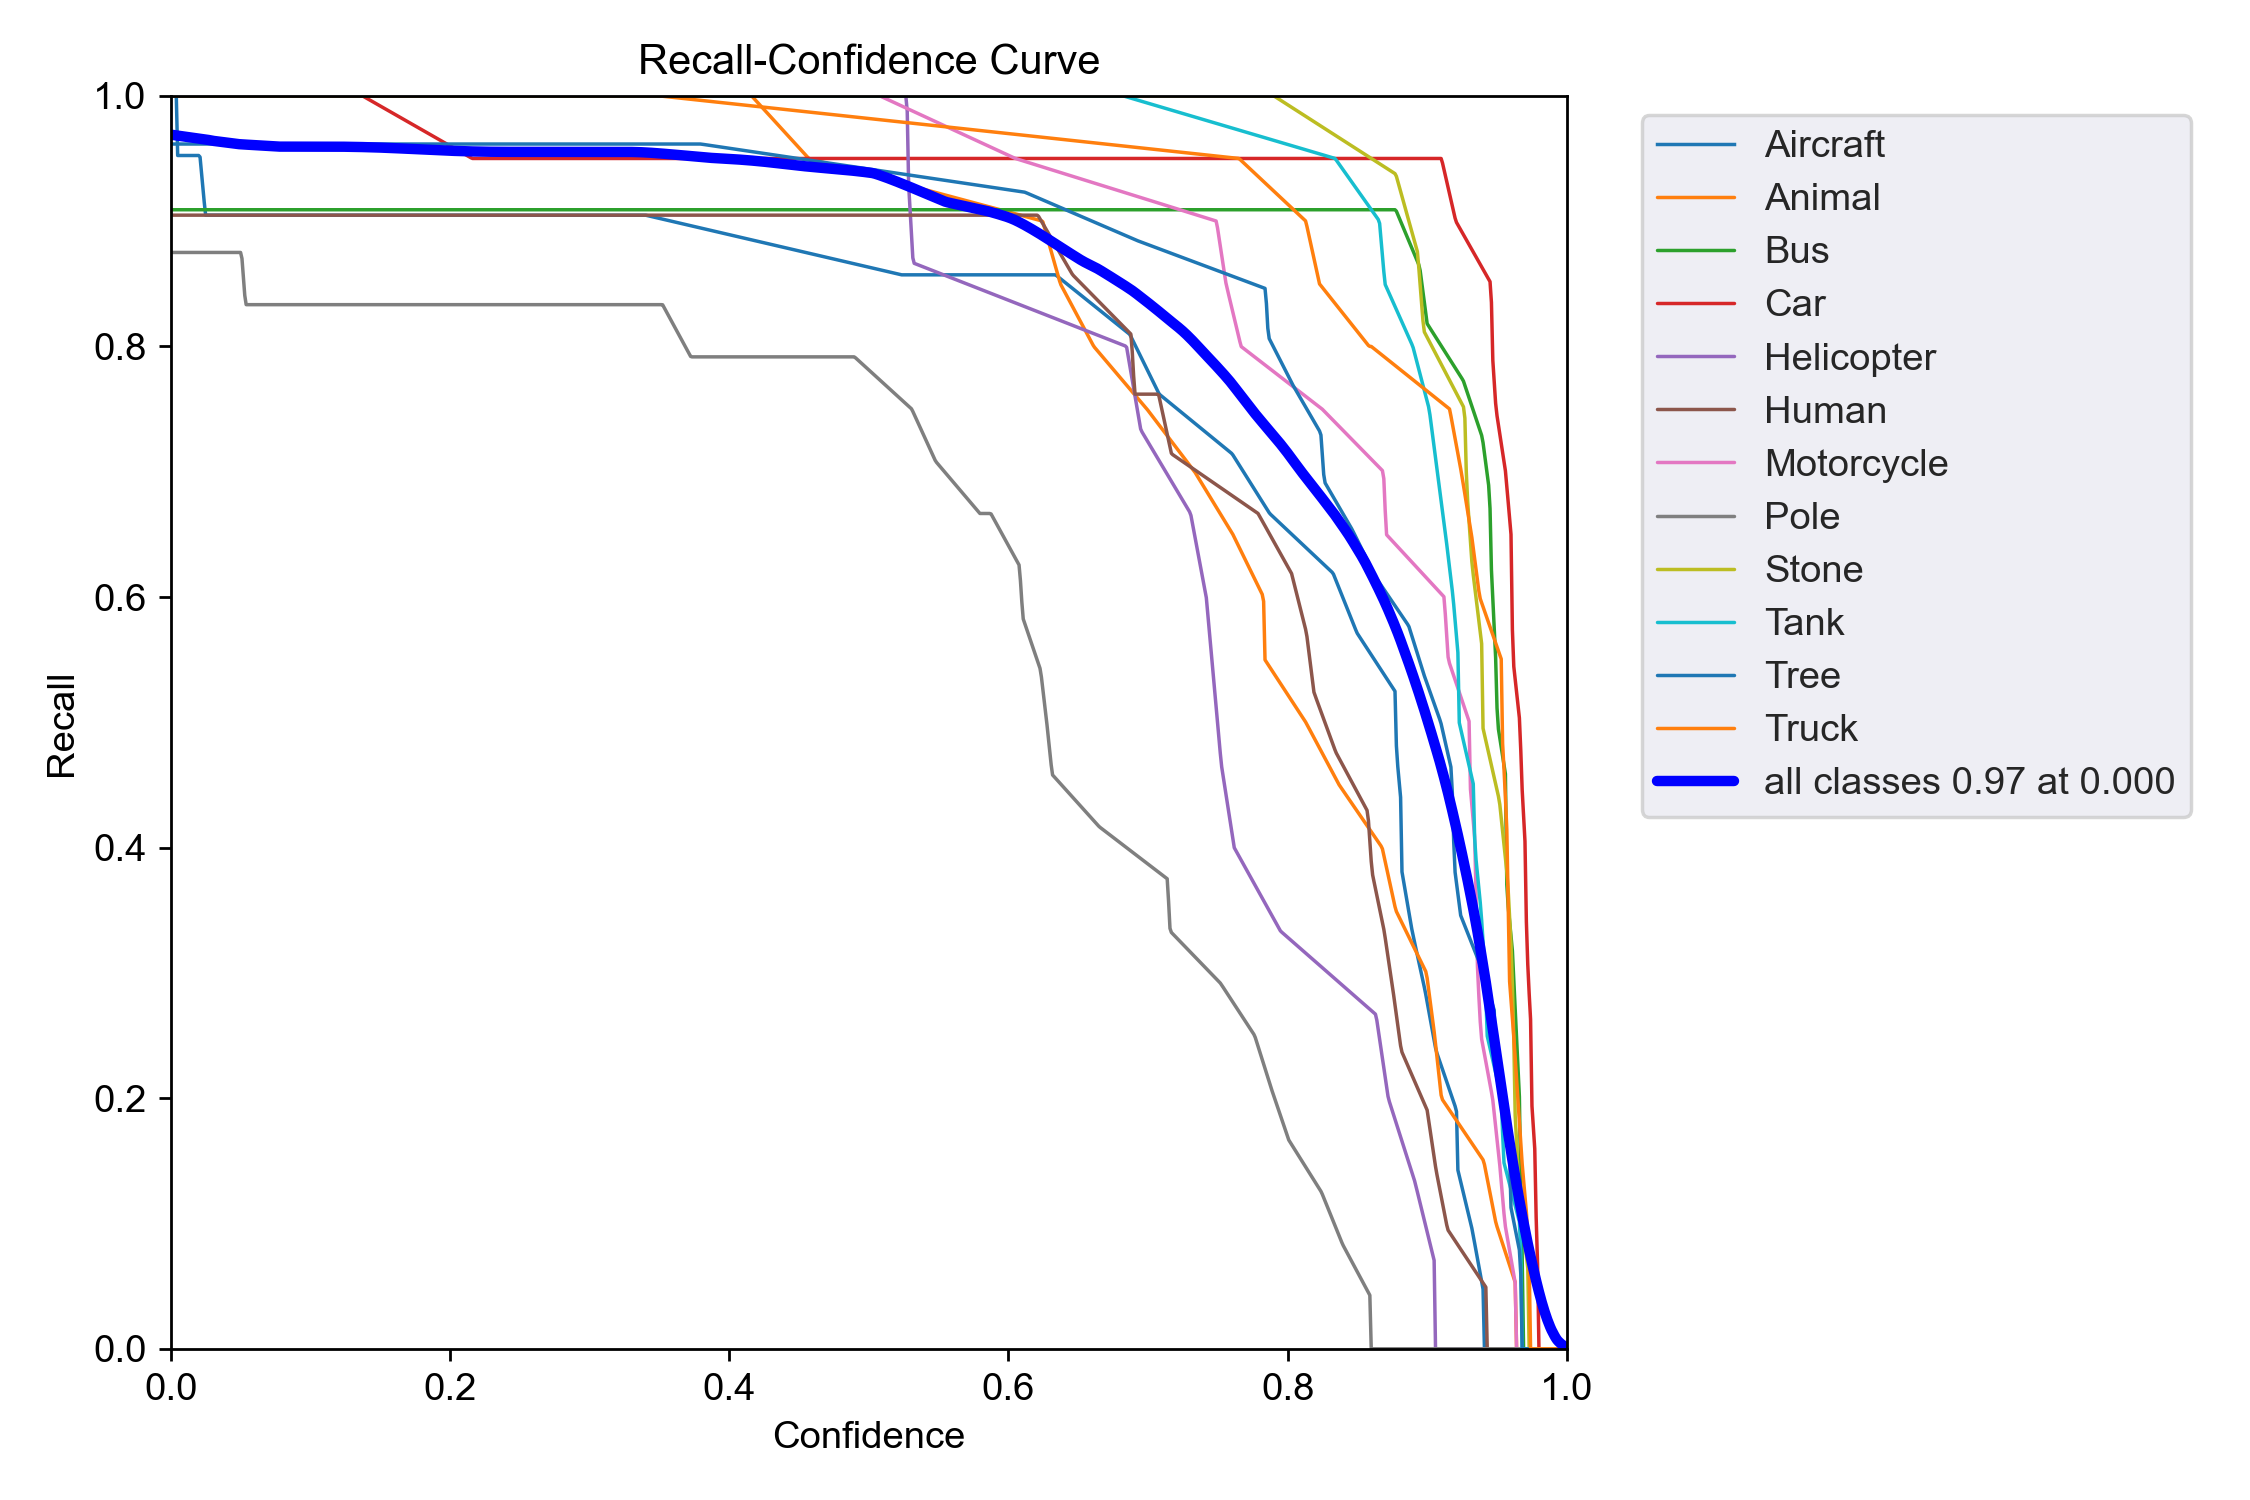 Recall-Confidence Curve
1.0
0.8
0.6
0.4
0.2
0.0
Recall
0.0 0.2 0.4 0.6 0.8 1.0
Confidence
Aircraft
Animal
Bus
Car
Helicopter
Human
Motorcycle
Pole
Stone
Tank
Tree
Truck
all classes 0.97 at 0.000